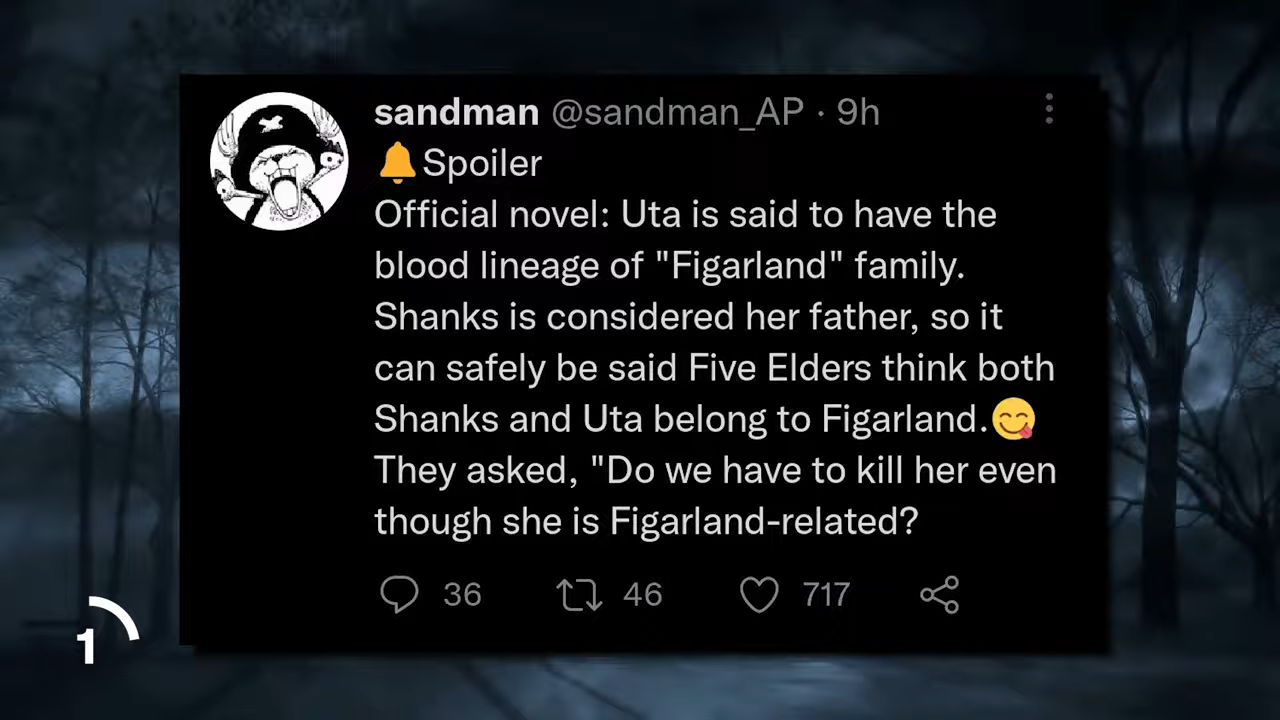 sandman @sandman_AP · 9h
🔔Spoiler
Official novel: Uta is said to have the
blood lineage of "Figarland" family.
Shanks is considered her father, so it
can safely be said Five Elders think both
Shanks and Uta belong to Figarland.😋
They asked, "Do we have to kill her even
though she is Figarland-related?
36 46 717
1